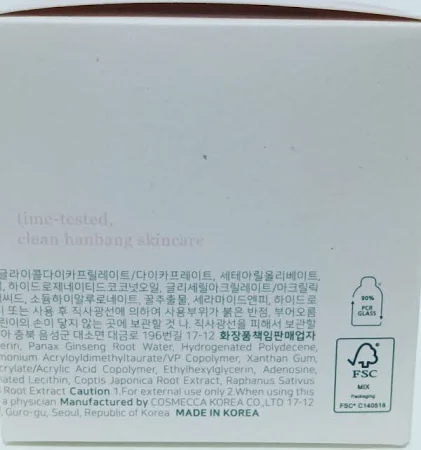 time-tested,
clean hanbang skincare
글라이콜다이카프릴레이트/다이카프레이트, 세테아릴올리베이트,
하이드로제네이티드코코넛오일, 글리세릴아크릴레이트/아크릴릭
씨드, 소듐하이알루로네이트, 꿀추출물, 세라마이드엔피, 하이드로
시 또는 사용 후 직사광선에 의하여 사용부위가 붉은 반점, 부어오름
린이의 손이 닿지 않는 곳에 보관할 것 나. 직사광선을 피해서 보관할
아 충북 음성군 대소면 대금로 196번길 17-12 화장품책임판매업자
erin, Panax Ginseng Root Water, Hydrogenated Polydecene,
monium Acryloyldimethyltaurate/VP Copolymer, Xanthan Gum,
crylate/Acrylic Acid Copolymer, Ethylhexylglycerin, Adenosine,
nated Lecithin, Coptis Japonica Root Extract, Raphanus Sativus
Root Extract Caution 1.For external use only 2.When using this
a physician Manufactured by COSMECCA KOREA CO.,LTD 17-12
Guro-gu, Seoul, Republic of Korea MADE IN KOREA
90%
PCR
GLASS
FSC
MIX
Packaging
FSC® C140516